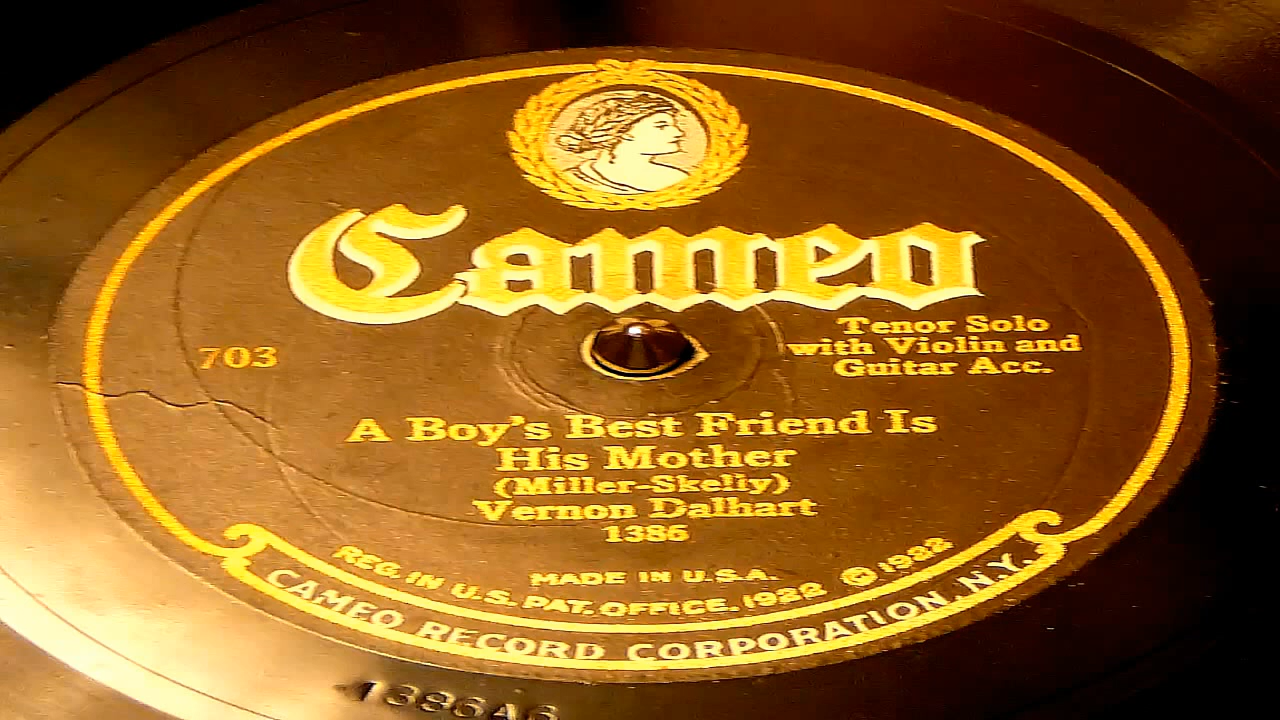 Cameo
Tenor Solo
with Violin and
Guitar Acc.
703
A Boy's Best Friend Is
His Mother
(Miller-Skelly)
Vernon Dalhart
1386
MADE IN U.S.A.
REG. IN U.S. PAT. OFFICE. 1922 © 1922
CAMEO RECORD CORPORATION, N.Y.
1386A6